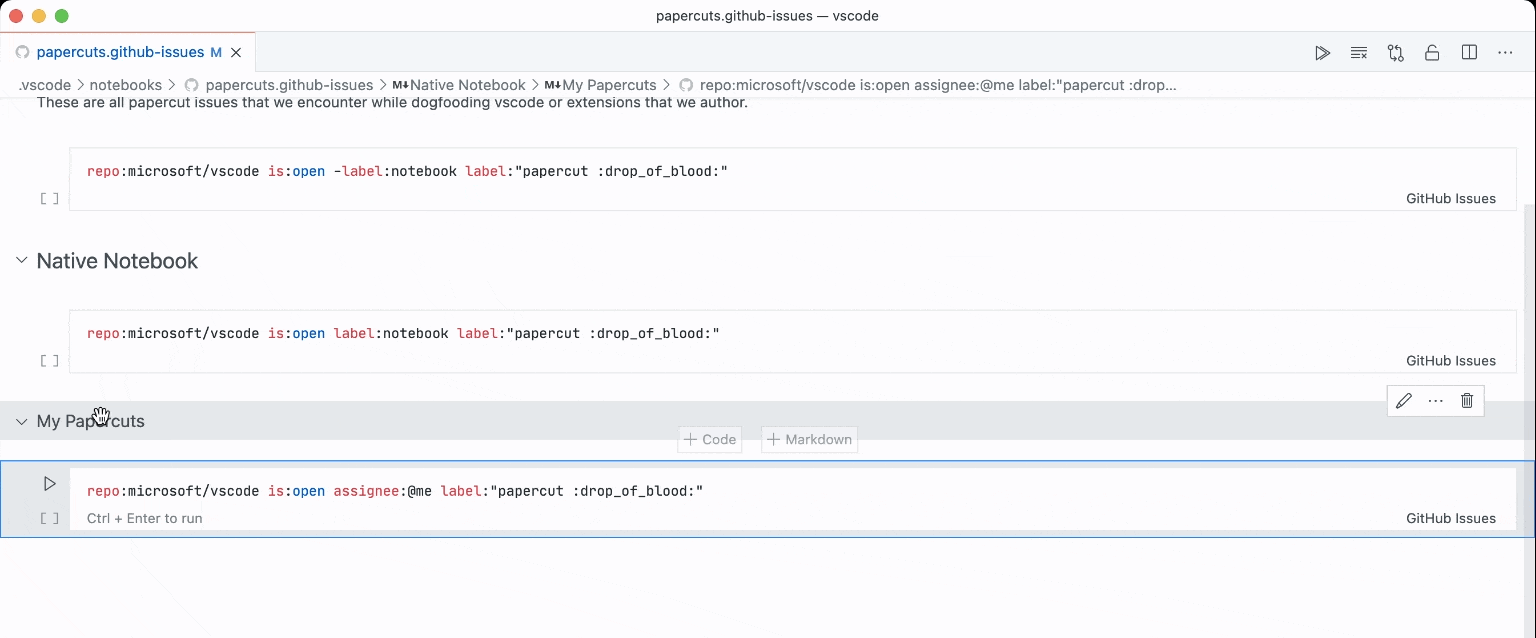 papercuts.github-issues — vscode
papercuts.github-issues M
.vscode > notebooks > papercuts.github-issues > M↓Native Notebook > M↓My Papercuts > repo:microsoft/vscode is:open assignee:@me label:"papercut :drop...
These are all papercut issues that we encounter while dogfooding vscode or extensions that we author.
repo:microsoft/vscode is:open -label:notebook label:"papercut :drop_of_blood:"
[ ]
GitHub Issues
Native Notebook
repo:microsoft/vscode is:open label:notebook label:"papercut :drop_of_blood:"
[ ]
GitHub Issues
My Papercuts
+ Code + Markdown
repo:microsoft/vscode is:open assignee:@me label:"papercut :drop_of_blood:"
[ ] Ctrl + Enter to run
GitHub Issues